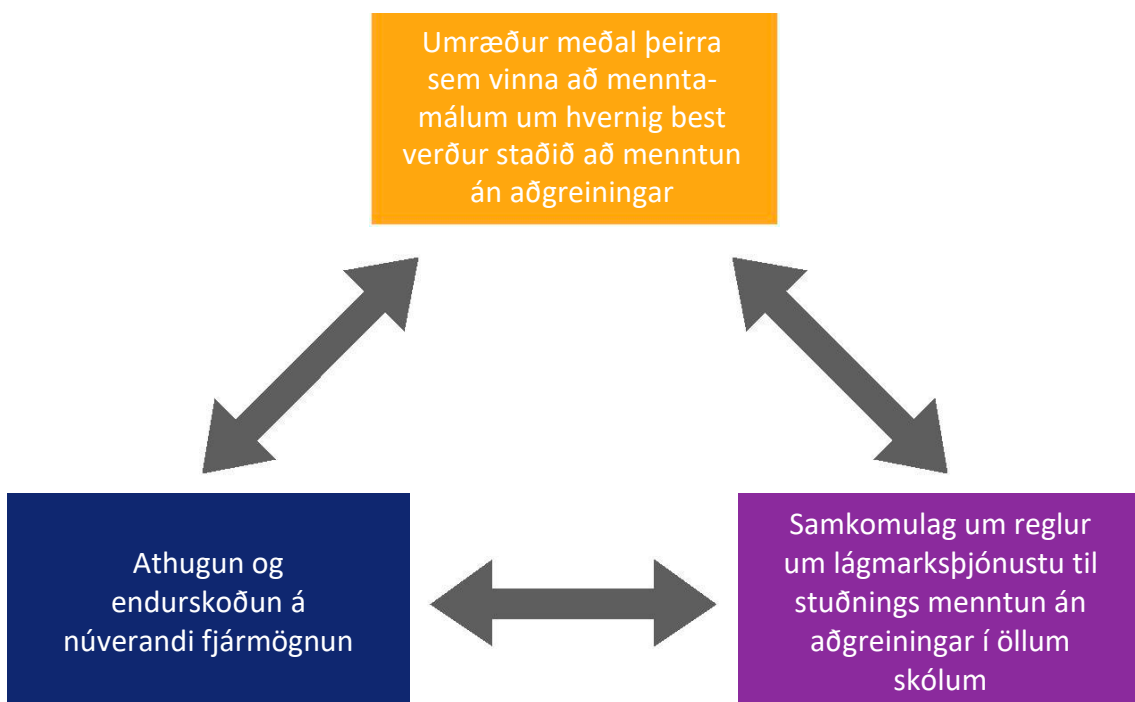 Umræður meðal þeirra
sem vinna að mennta-
málum um hvernig best
verður staðið að menntun
án aðgreiningar
Athugun og
endurskoðun á
núverandi fjármögnun
Samkomulag um reglur
um lágmarksþjónustu til
stuðnings menntun án
aðgreiningar í öllum
skólum